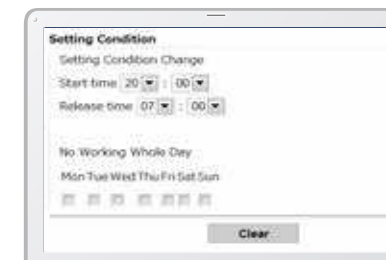 Setting Condition
Setting Condition Change
Start time 20 : 00
Release time 07 : 00
No Working Whole Day
Mon Tue Wed Thu Fri Sat Sun
Clear